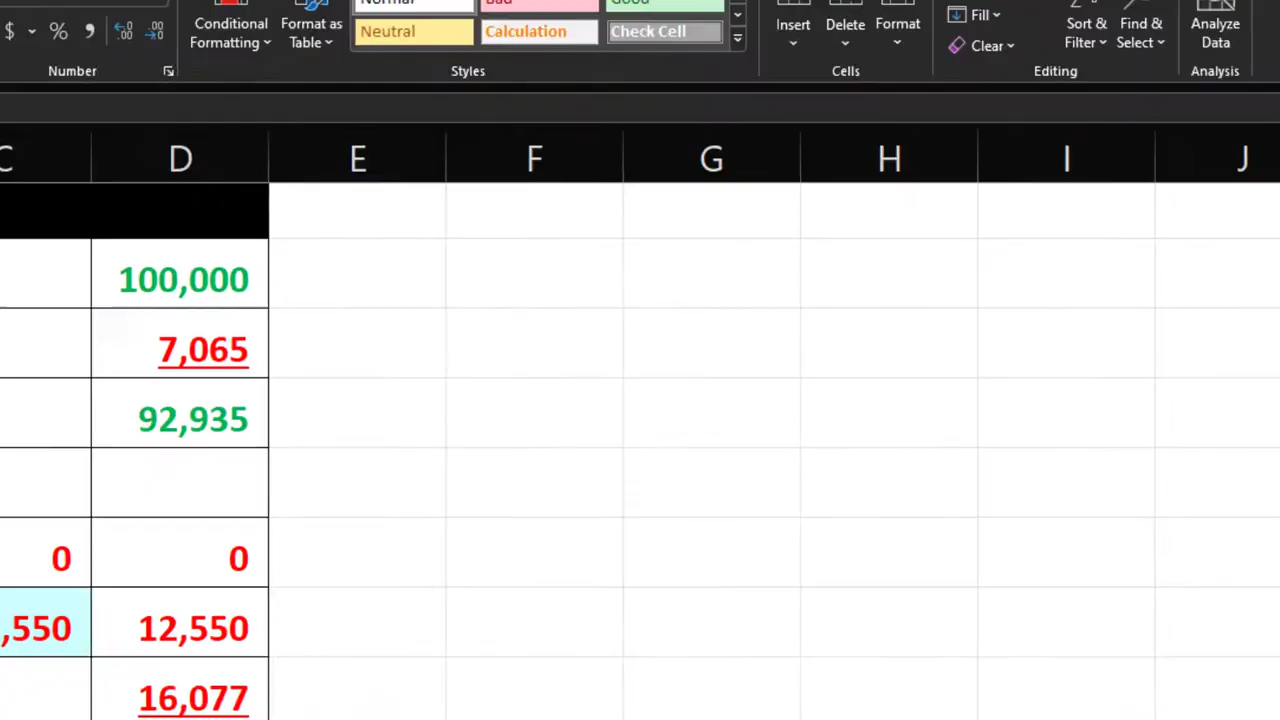 Normal Bad Good
$ % , Conditional Formatting Format as Table Neutral Calculation Check Cell Insert Delete Format Fill Clear Sort & Filter Find & Select Analyze Data
Number Styles Cells Editing Analysis
C D E F G H I J
100,000
7,065
92,935
0 0
,550 12,550
16,077